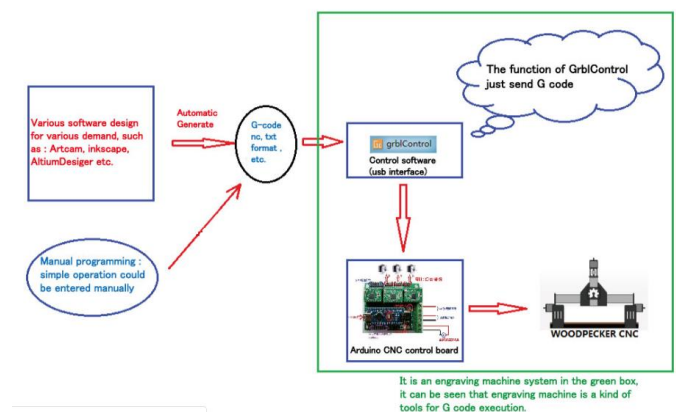 The function of GrblControl
just send G code
Various software design
for various demand, such
as : Artcam, inkscape,
AltiumDesiger etc.
Automatic
Generate
G-code
nc, txt
format ,
etc.
grblControl
Control software
(usb interface)
Manual programming :
simple operation could
be entered manually
Arduino CNC control board
WOODPECKER CNC
It is an engraving machine system in the green box,
it can be seen that engraving machine is a kind of
tools for G code execution.